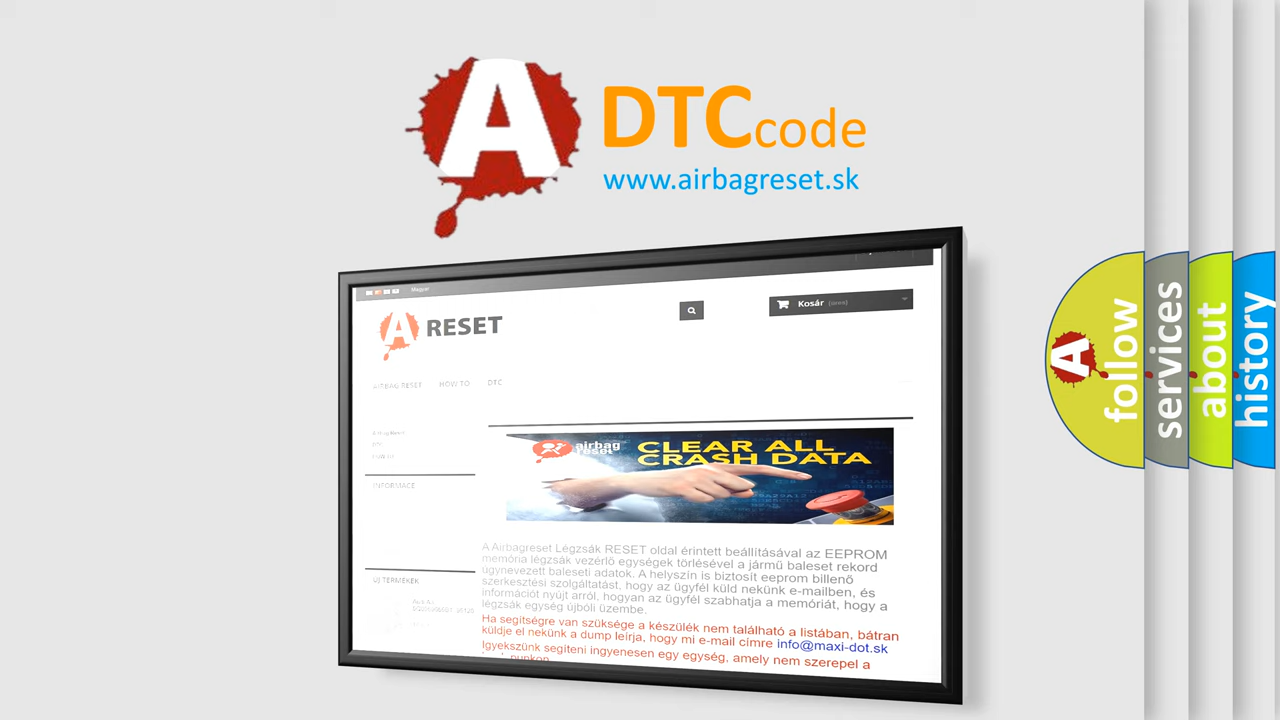 A DTCcode
www.airbagreset.sk
Magyar
A RESET
Kosár (üres)
AIRBAG RESET HOW TO DTC
Airbag Reset
DTC
INFORMACE
ÚJ TERMÉKEK
airbag
reset
CLEAR ALL
CRASH DATA
A Airbagreset Légzsák RESET oldal érintett beállításával az EEPROM
memória légzsák vezérlő egységek törlésével a jármű baleset rekord
úgynevezett baleseti adatok. A helyszín is biztosít eeprom billenő
szerkesztési szolgáltatást, hogy az ügyfél küld nekünk e-mailben, és
információt nyújt arról, hogyan az ügyfél szabhatja a memóriát, hogy a
légzsák egység újbóli üzembe.
Ha segítségre van szüksége a készülék nem található a listában, bátran
küldje el nekünk a dump leírja, hogy mi e-mail címre info@maxi-dot.sk
Igyekszünk segíteni ingyenesen egy egység, amely nem szerepel a
A follow
services
about
history